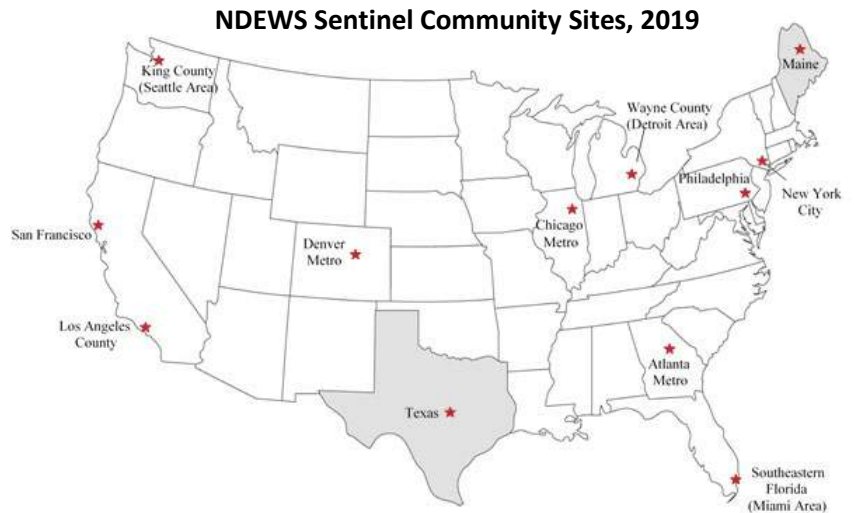 NDEWS Sentinel Community Sites, 2019
King County
(Seattle Area)
Maine
Wayne County
(Detroit Area)
Philadelphia
New York
City
San Francisco
Denver
Metro
Chicago
Metro
Los Angeles
County
Atlanta
Metro
Texas
Southeastern
Florida
(Miami Area)